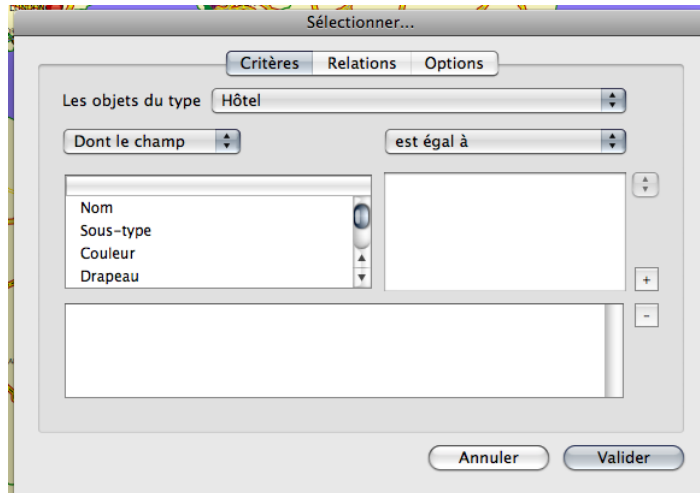 Sélectionner...
Critères Relations Options
Les objets du type Hôtel
Dont le champ est égal à
Nom
Sous-type
Couleur
Drapeau
+
-
Annuler Valider